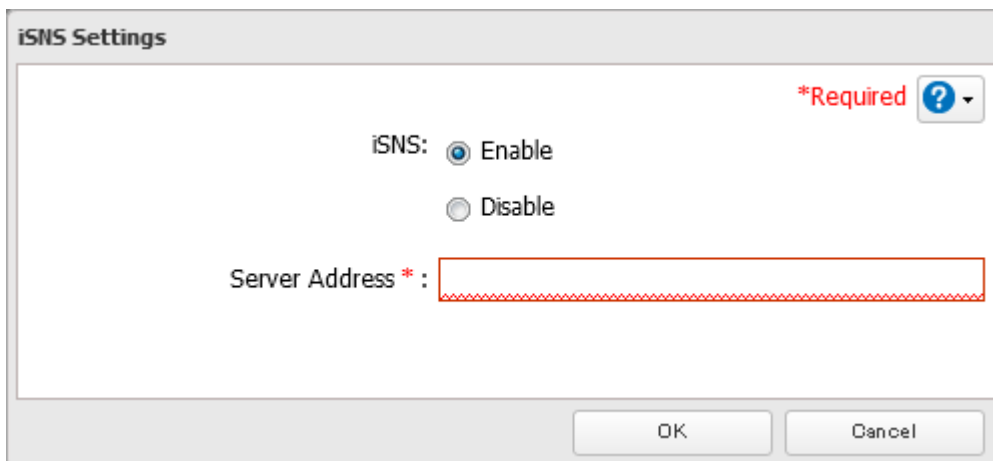 iSNS Settings
*Required ?
iSNS: Enable
Disable
Server Address * :
OK Cancel